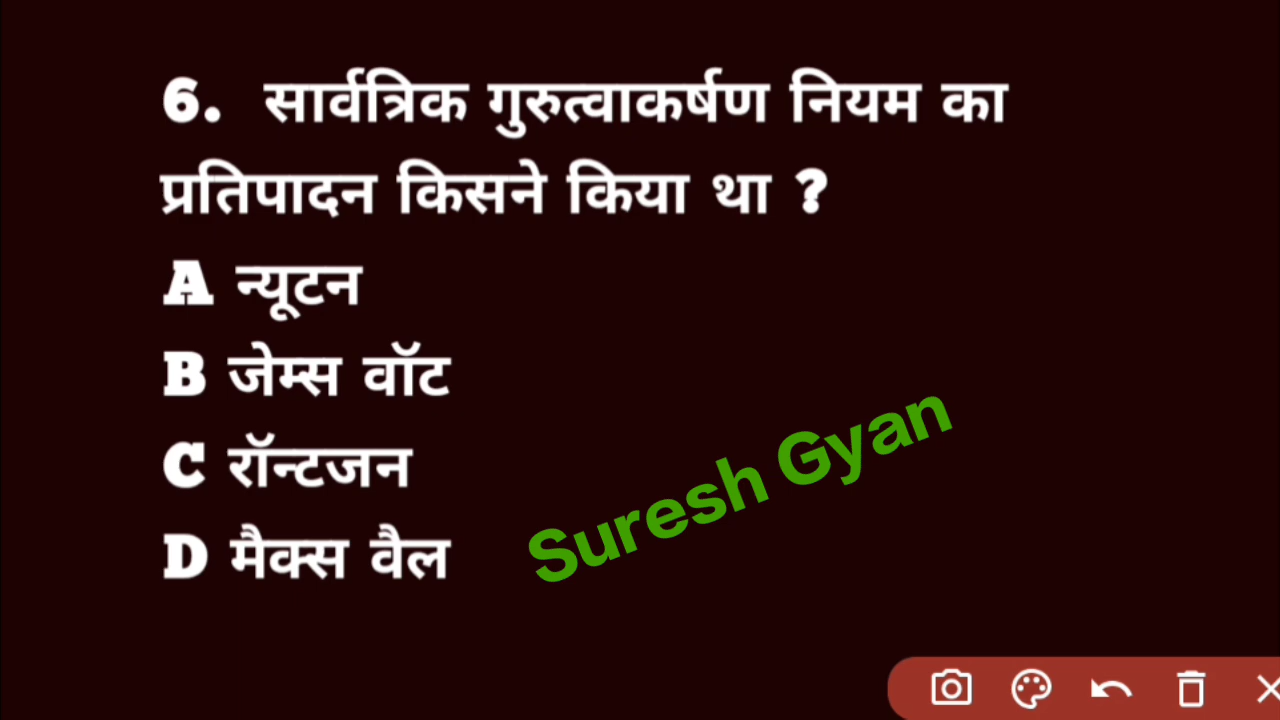 6. सार्वत्रिक गुरुत्वाकर्षण नियम का
प्रतिपादन किसने किया था ?
A न्यूटन
B जेम्स वॉट
C रॉन्टजन
D मैक्स वैल
Suresh Gyan